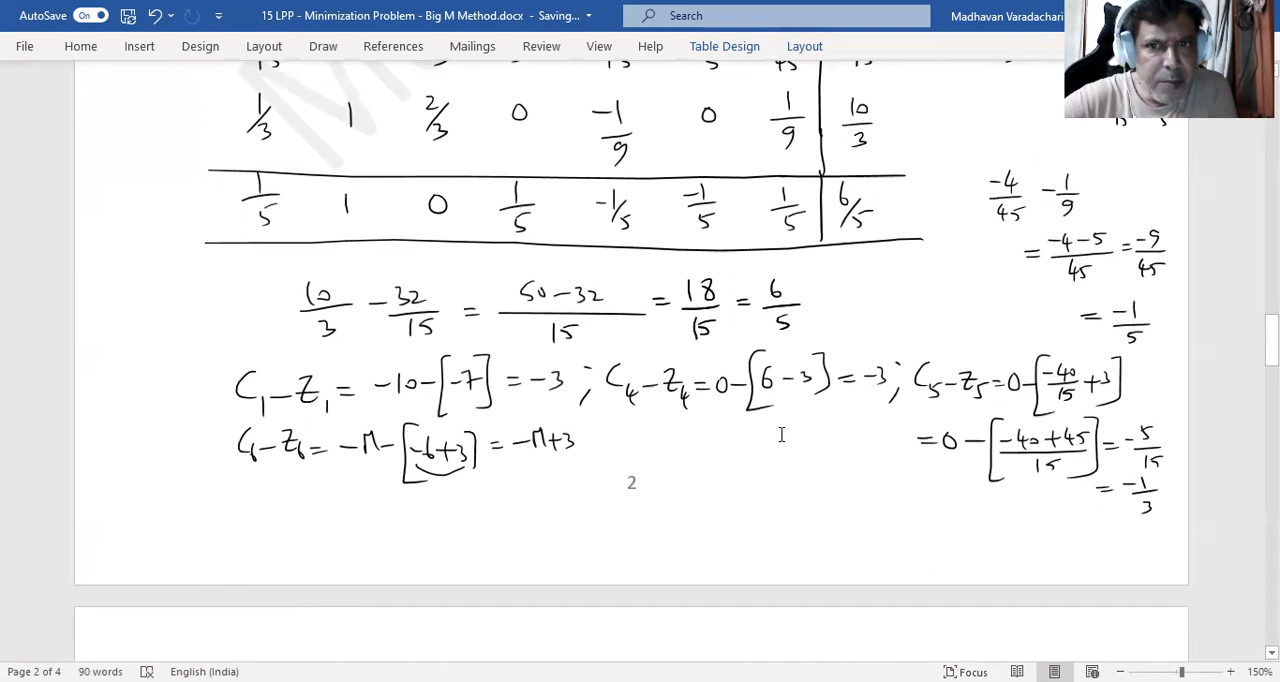 AutoSave On 15 LPP - Minimization Problem - Big M Method.docx - Saving... Search Madhavan Varadachari
File Home Insert Design Layout Draw References Mailings Review View Help Table Design Layout
1/3 1 2/3 0 -1/9 0 1/9 10/3
1/5 1 0 1/5 -1/5 -1/5 1/5 6/5
-4/45 - 1/9
= (-4-5)/45 = -9/45
= -1/5
10/3 - 32/15 = (50-32)/15 = 18/15 = 6/5
C1-Z1 = -10-[-7] = -3 ; C4-Z4 = 0-[6-3] = -3 ; C5-Z5 = 0-[-40/15 + 3]
C6-Z6 = -M-[-6+3] = -M+3
= 0-[(-40+45)/15] = -5/15
= -1/3
2
Page 2 of 4 90 words English (India) Focus 150%